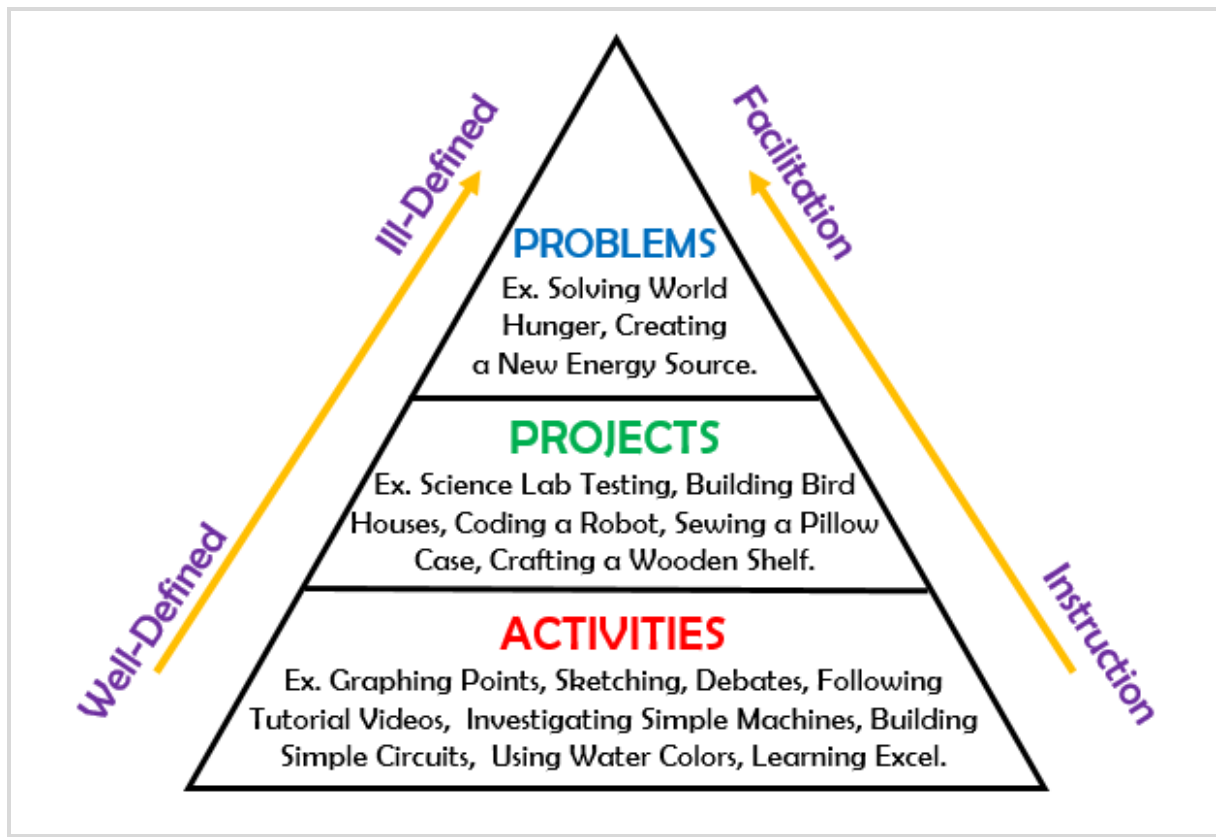 Ill-Defined
Facilitation
PROBLEMS
Ex. Solving World
Hunger, Creating
a New Energy Source.
PROJECTS
Ex. Science Lab Testing, Building Bird
Houses, Coding a Robot, Sewing a Pillow
Case, Crafting a Wooden Shelf.
Well-Defined
Instruction
ACTIVITIES
Ex. Graphing Points, Sketching, Debates, Following
Tutorial Videos,  Investigating Simple Machines, Building
Simple Circuits,  Using Water Colors, Learning Excel.